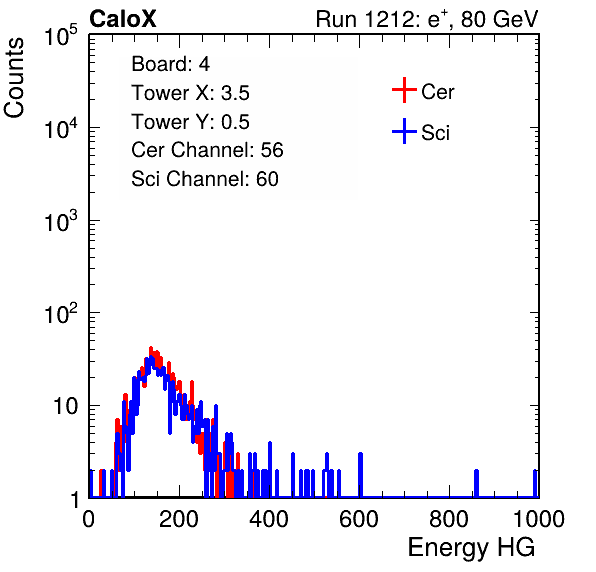 CaloX Run 1212: e⁺, 80 GeV
Counts
10⁵
10⁴
10³
10²
10
1
Board: 4
Tower X: 3.5
Tower Y: 0.5
Cer Channel: 56
Sci Channel: 60
Cer
Sci
0 200 400 600 800 1000
Energy HG